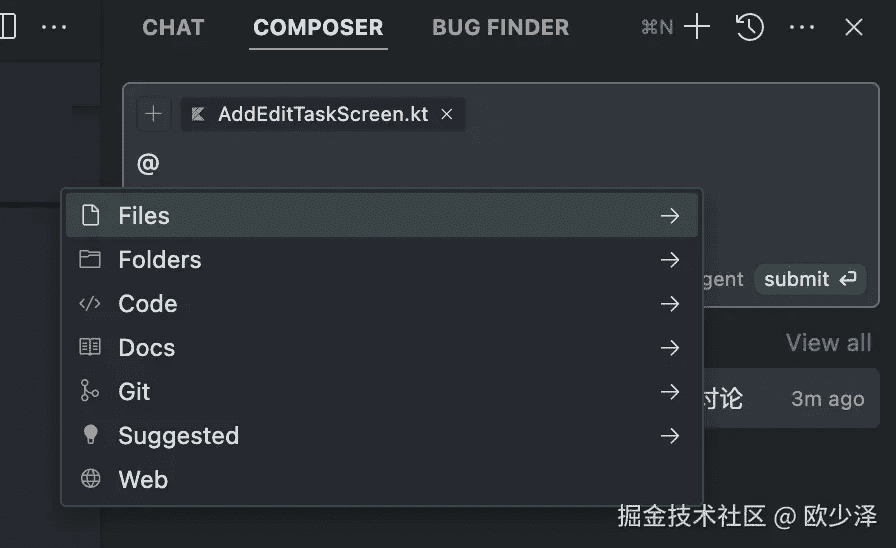 CHAT COMPOSER BUG FINDER ⌘N
AddEditTaskScreen.kt
@
Files
Folders
Code
gent submit
Docs
View all
Git
讨论 3m ago
Suggested
Web
掘金技术社区 @ 欧少泽